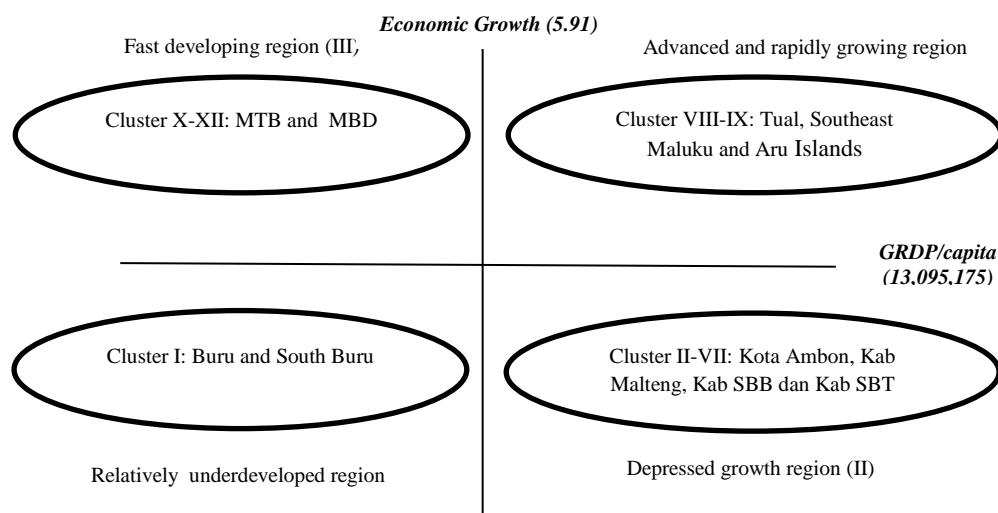 Economic Growth (5.91)
Fast developing region (III)
Advanced and rapidly growing region
Cluster X-XII: MTB and MBD
Cluster VIII-IX: Tual, Southeast
Maluku and Aru Islands
GRDP/capita
(13,095,175)
Cluster I: Buru and South Buru
Cluster II-VII: Kota Ambon, Kab
Malteng, Kab SBB dan Kab SBT
Relatively underdeveloped region
Depressed growth region (II)